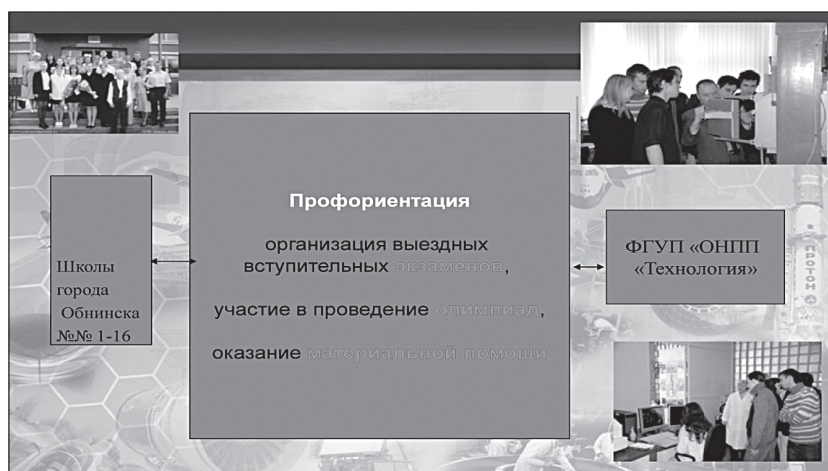 Школы
города
Обнинска
№№ 1-16
Профориентация
организация выездных
вступительных экзаменов,
участие в проведение олимпиад,
оказание материальной помощи
ФГУП «ОНПП
«Технология»
ПРОТОН